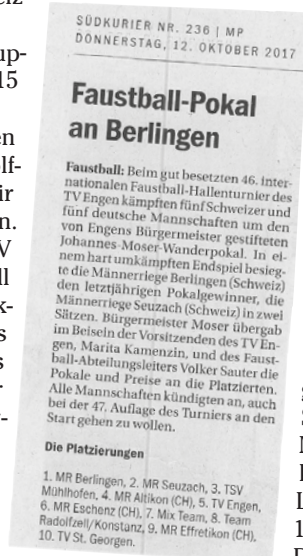 SÜDKURIER NR. 236 | MP
DONNERSTAG, 12. OKTOBER 2017
Faustball-Pokal
an Berlingen
Faustball: Beim gut besetzten 46. inter-
nationalen Faustball-Hallenturnier des
TV Engen kämpften fünf Schweizer und
fünf deutsche Mannschaften um den
von Engens Bürgermeister gestifteten
Johannes-Moser-Wanderpokal. In ei-
nem hart umkämpften Endspiel besieg-
te die Männerriege Berlingen (Schweiz)
den letztjährigen Pokalgewinner, die
Männerriege Seuzach (Schweiz) in zwei
Sätzen. Bürgermeister Moser übergab
im Beisein der Vorsitzenden des TV En-
gen, Marita Kamenzin, und des Faust-
ball-Abteilungsleiters Volker Sauter die
Pokale und Preise an die Platzierten.
Alle Mannschaften kündigten an, auch
bei der 47. Auflage des Turniers an den
Start gehen zu wollen.
Die Platzierungen
1. MR Berlingen, 2. MR Seuzach, 3. TSV
Mühlhofen, 4. MR Altikon (CH), 5. TV Engen,
6. MR Eschenz (CH), 7. Mix Team, 8. Team
Radolfzell/Konstanz, 9. MR Effretikon (CH),
10. TV St. Georgen.